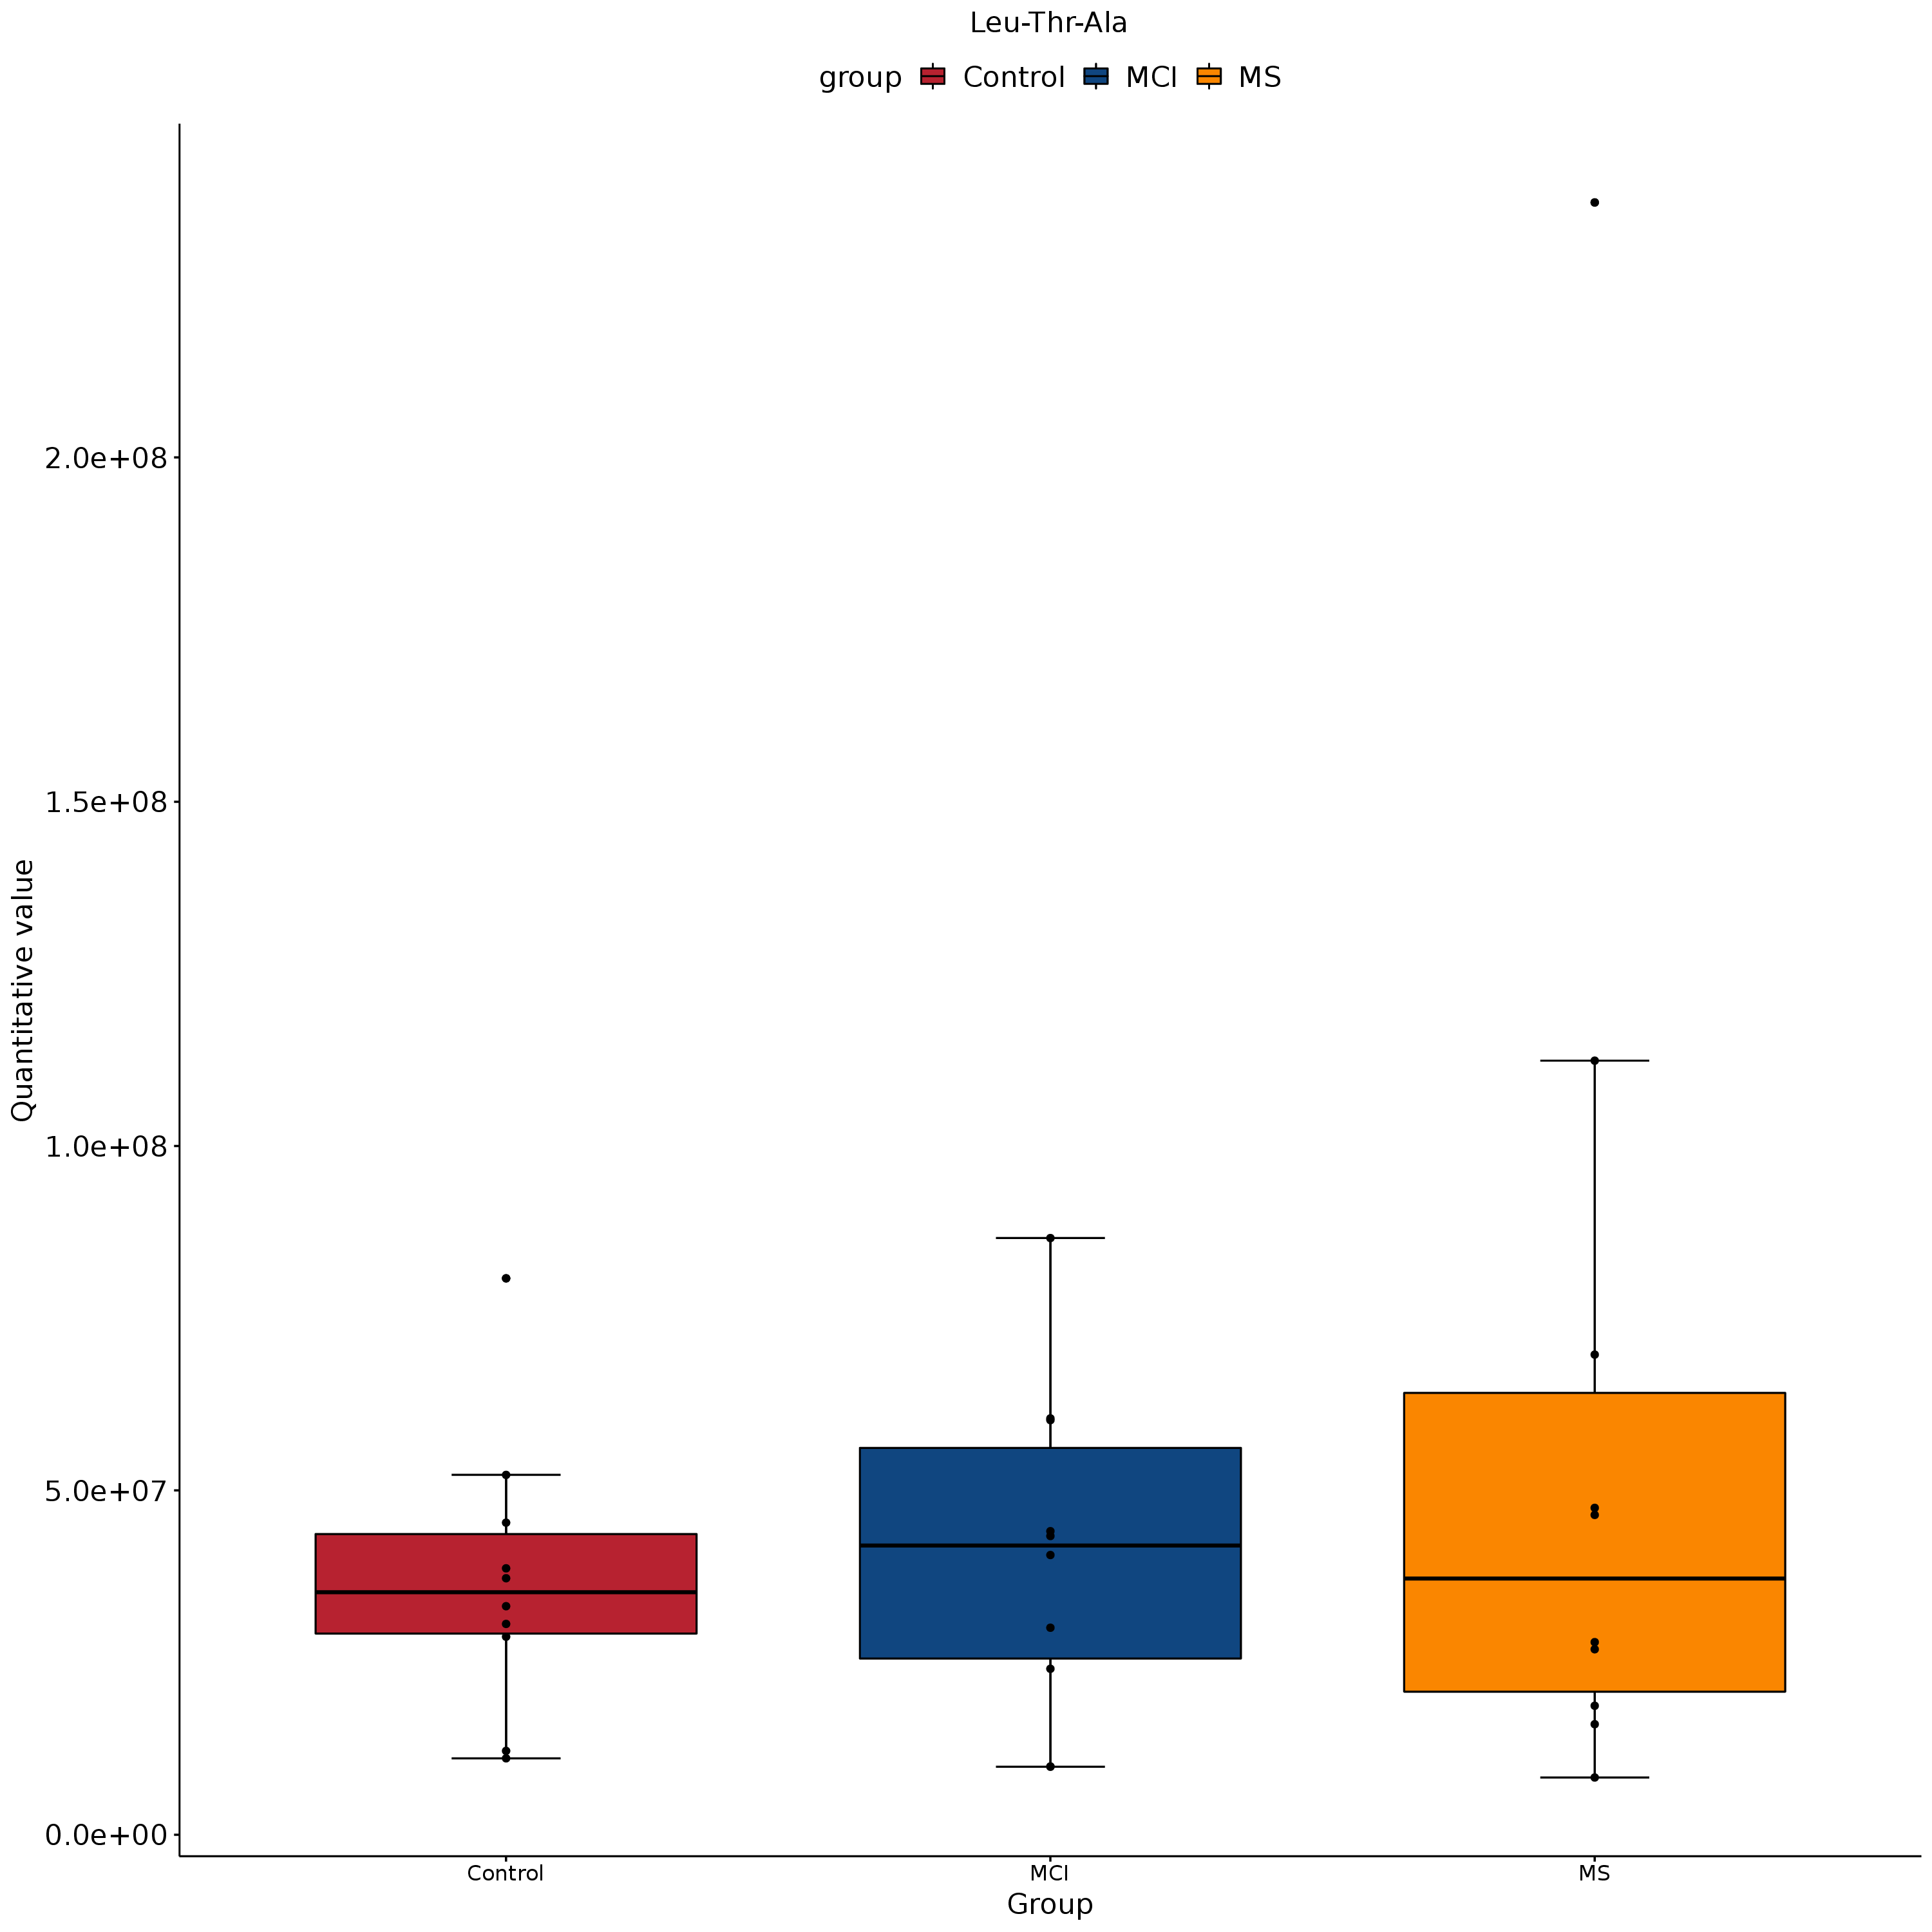 Leu-Thr-Ala
group Control MCI MS
Quantitative value
2.0e+08
1.5e+08
1.0e+08
5.0e+07
0.0e+00
Control MCI MS
Group